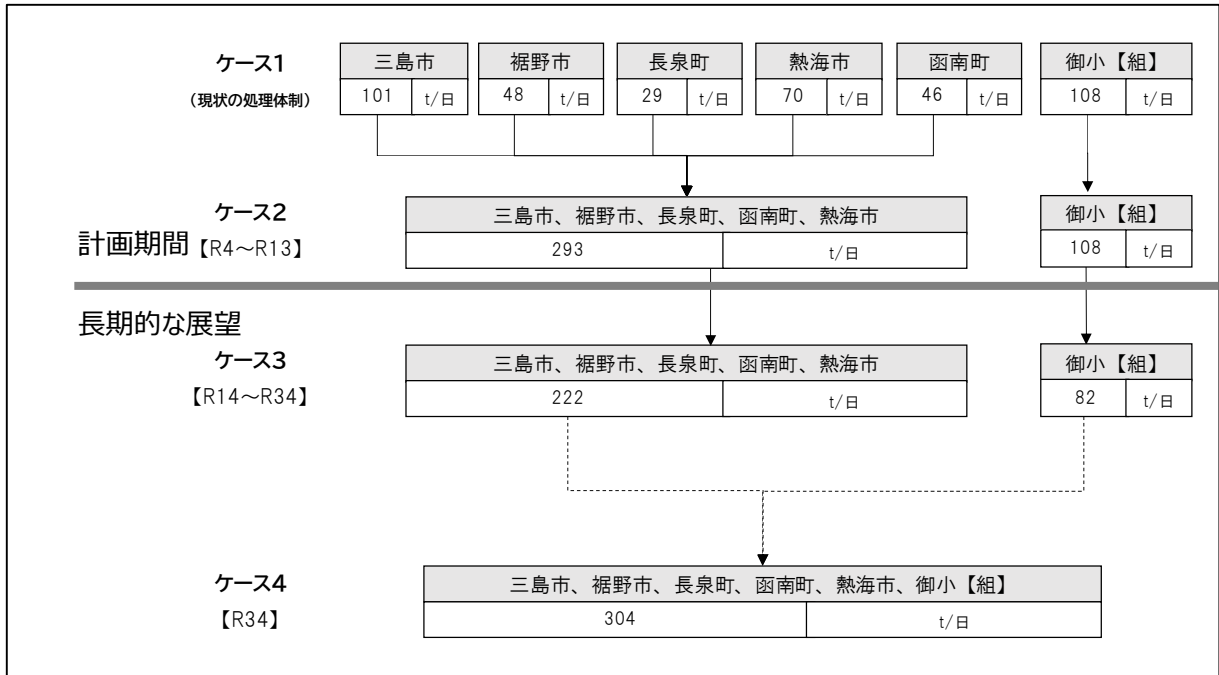 ケース1
(現状の処理体制)
三島市 裾野市 長泉町 熱海市 函南町 御小【組】
101 t/日 48 t/日 29 t/日 70 t/日 46 t/日 108 t/日
ケース2
計画期間【R4～R13】
三島市、裾野市、長泉町、函南町、熱海市 御小【組】
293 t/日 108 t/日
長期的な展望
ケース3
【R14～R34】
三島市、裾野市、長泉町、函南町、熱海市 御小【組】
222 t/日 82 t/日
ケース4
【R34】
三島市、裾野市、長泉町、函南町、熱海市、御小【組】
304 t/日